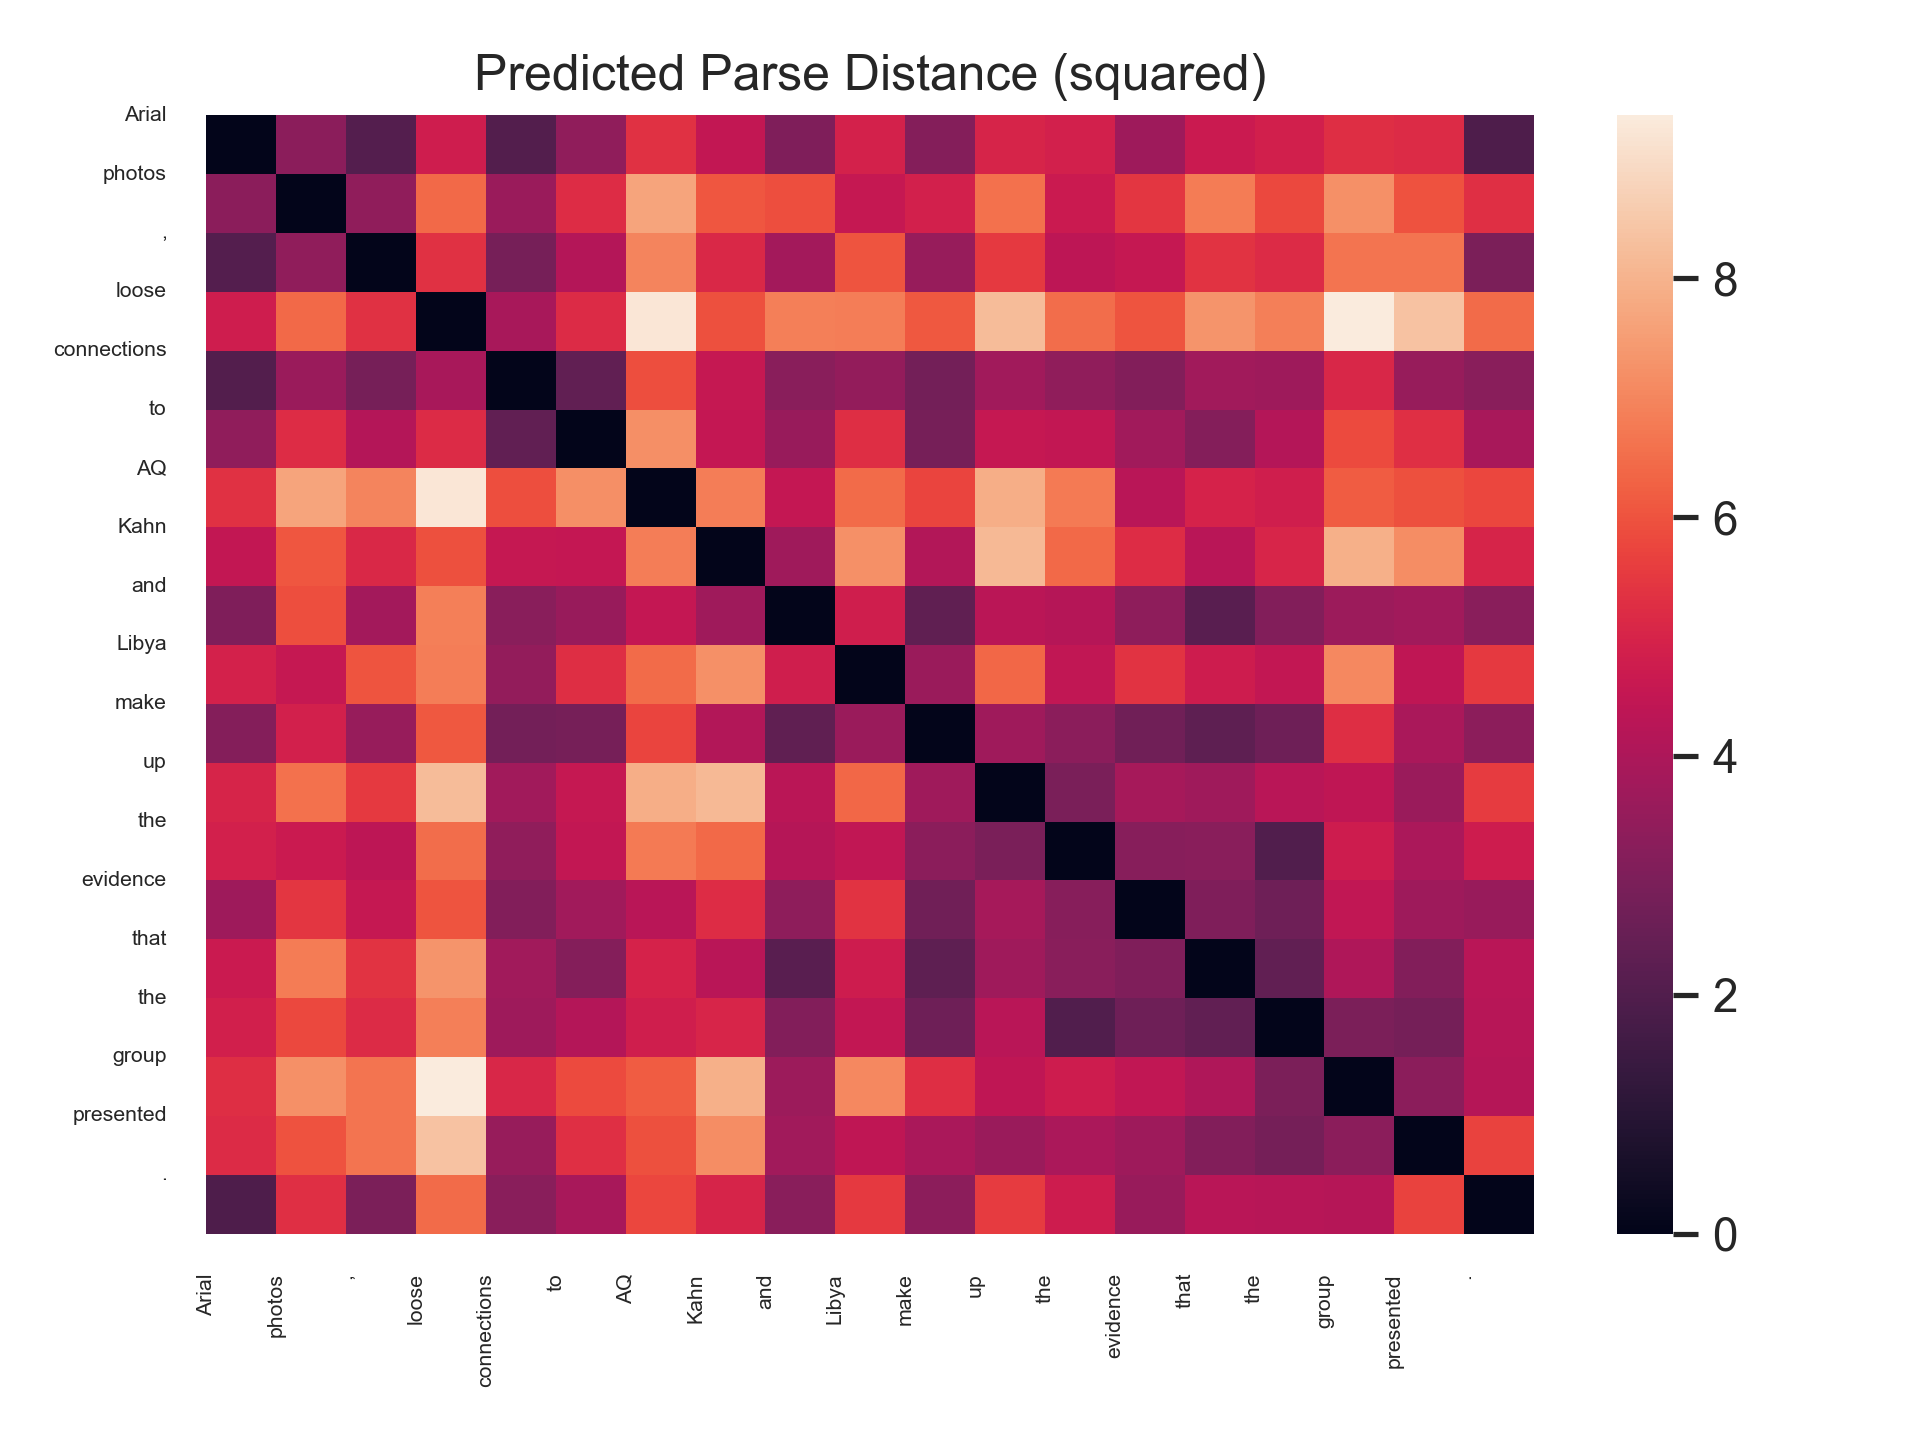 Predicted Parse Distance (squared)
Arial
photos
,
loose
connections
to
AQ
Kahn
and
Libya
make
up
the
evidence
that
the
group
presented
.
8
6
4
2
0
Arial
photos
,
loose
connections
to
AQ
Kahn
and
Libya
make
up
the
evidence
that
the
group
presented
.